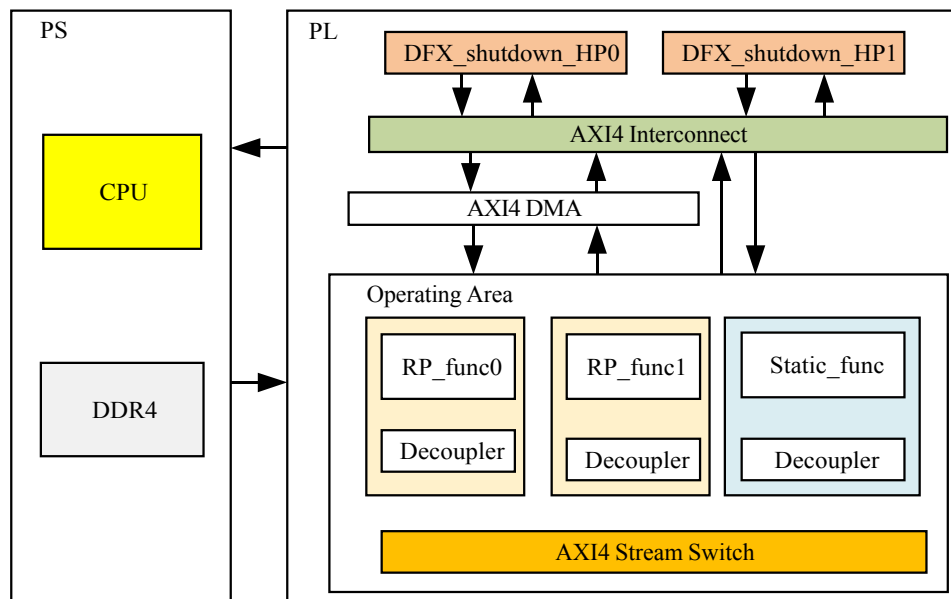 PS
PL
DFX_shutdown_HP0
DFX_shutdown_HP1
AXI4 Interconnect
CPU
AXI4 DMA
Operating Area
RP_func0
RP_func1
Static_func
DDR4
Decoupler
Decoupler
Decoupler
AXI4 Stream Switch